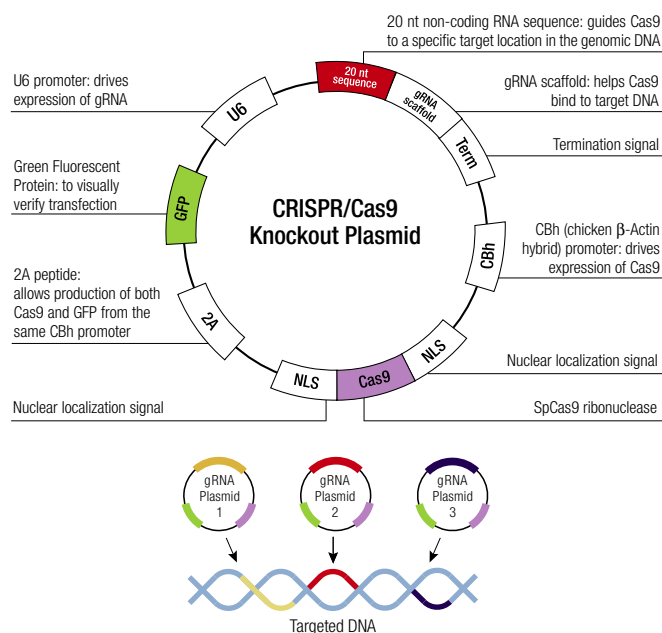 20 nt non-coding RNA sequence: guides Cas9
to a specific target location in the genomic DNA
U6 promoter: drives
expression of gRNA
20 nt
sequence
gRNA
scaffold
gRNA scaffold: helps Cas9
bind to target DNA
U6
Term
Termination signal
Green Fluorescent
Protein: to visually
verify transfection
GFP
CRISPR/Cas9
Knockout Plasmid
CBh
CBh (chicken β-Actin
hybrid) promoter: drives
expression of Cas9
2A peptide:
allows production of both
Cas9 and GFP from the
same CBh promoter
2A
NLS
Cas9
NLS
Nuclear localization signal
Nuclear localization signal
SpCas9 ribonuclease
gRNA
Plasmid
1
gRNA
Plasmid
2
gRNA
Plasmid
3
Targeted DNA